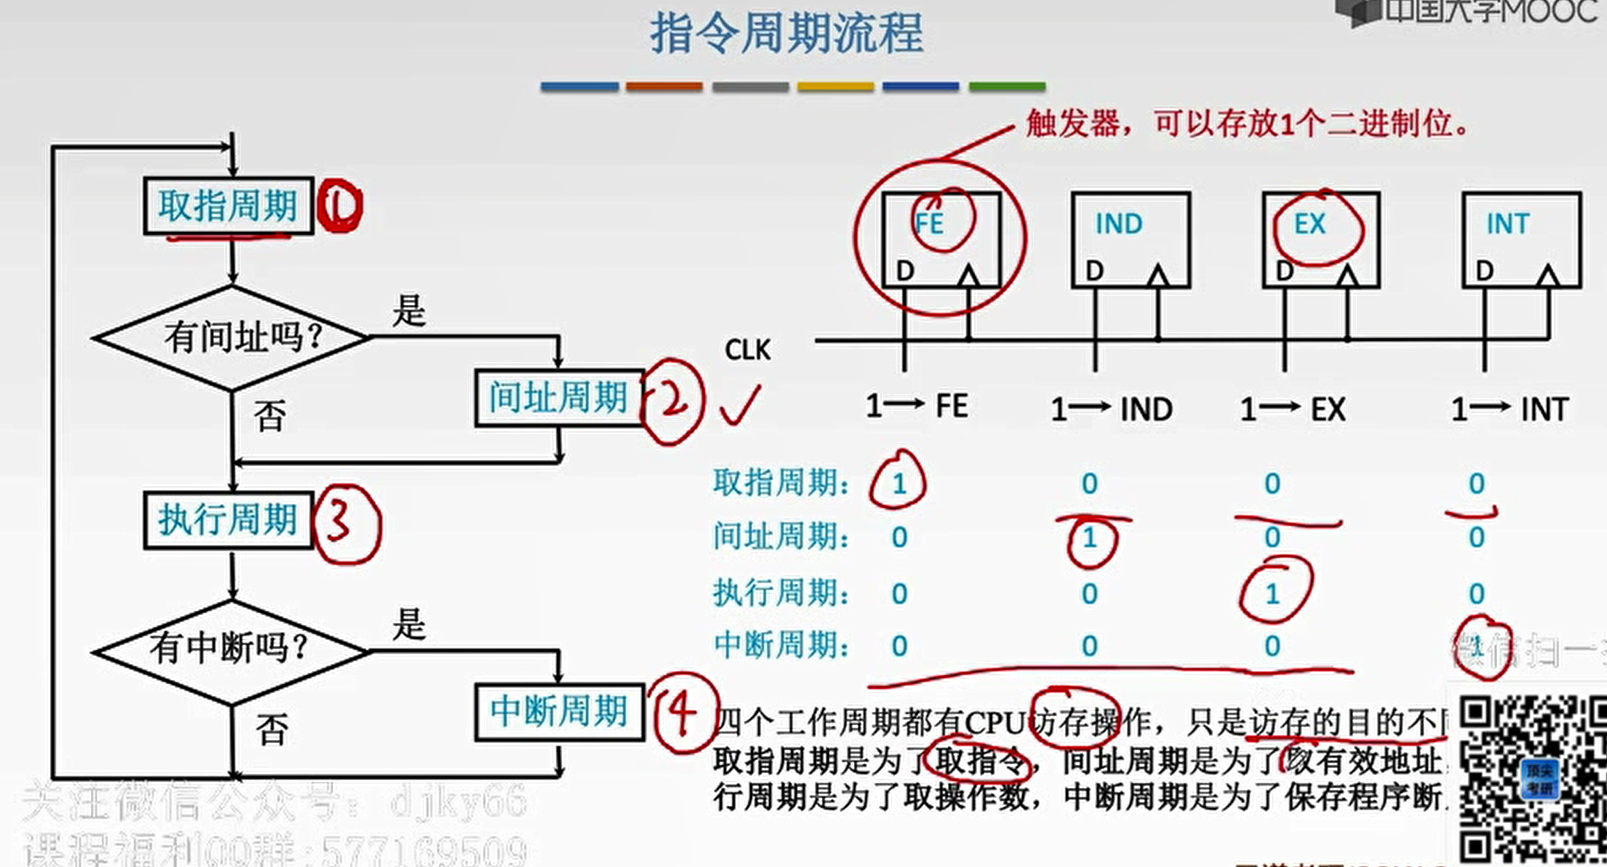 指令周期流程
中国大学MOOC
触发器，可以存放1个二进制位。
取指周期 ①
有间址吗？
是
否
间址周期 ②
执行周期 ③
有中断吗？
是
否
中断周期 ④
FE IND EX INT
D D D D
CLK
1→FE 1→IND 1→EX 1→INT
取指周期： 1 0 0 0
间址周期： 0 1 0 0
执行周期： 0 0 1 0
中断周期： 0 0 0 1
四个工作周期都有CPU访存操作，只是访存的目的不
取指周期是为了取指令，间址周期是为了取有效地址，
行周期是为了取操作数，中断周期是为了保存程序断
微信扫一
顶尖
考研
关注微信公众号：djky66
课程福利QQ群:577169509